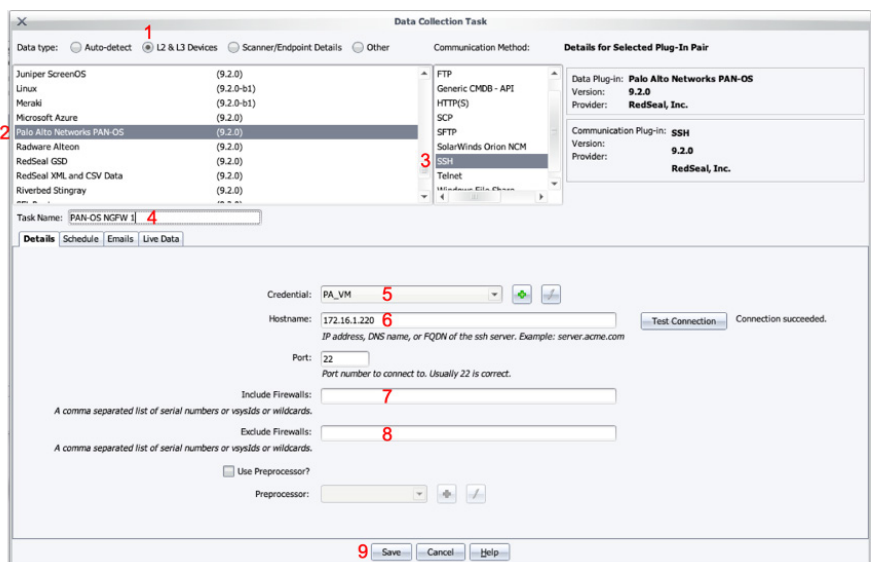 Data Collection Task
1
Data type: Auto-detect L2 & L3 Devices Scanner/Endpoint Details Other Communication Method: Details for Selected Plug-In Pair
Juniper ScreenOS (9.2.0)
Linux (9.2.0-b1)
Meraki (9.2.0-b1)
Microsoft Azure (9.2.0)
2 Palo Alto Networks PAN-OS (9.2.0)
Radware Alteon (9.2.0)
RedSeal GSD (9.2.0)
RedSeal XML and CSV Data (9.2.0)
Riverbed Stingray (9.2.0)
FTP
Generic CMDB - API
HTTP(S)
SCP
SFTP
SolarWinds Orion NCM
3 SSH
Telnet
Windows File Share
Data Plug-in: Palo Alto Networks PAN-OS
Version: 9.2.0
Provider: RedSeal, Inc.
Communication Plug-in: SSH
Version: 9.2.0
Provider: RedSeal, Inc.
Task Name: PAN-OS NGFW 1 4
Details Schedule Emails Live Data
Credential: PA_VM 5
Hostname: 172.16.1.220 6 Test Connection Connection succeeded.
IP address, DNS name, or FQDN of the ssh server. Example: server.acme.com
Port: 22
Port number to connect to. Usually 22 is correct.
Include Firewalls: 7
A comma separated list of serial numbers or vsysIds or wildcards.
Exclude Firewalls: 8
A comma separated list of serial numbers or vsysIds or wildcards.
Use Preprocessor?
Preprocessor:
9 Save Cancel Help